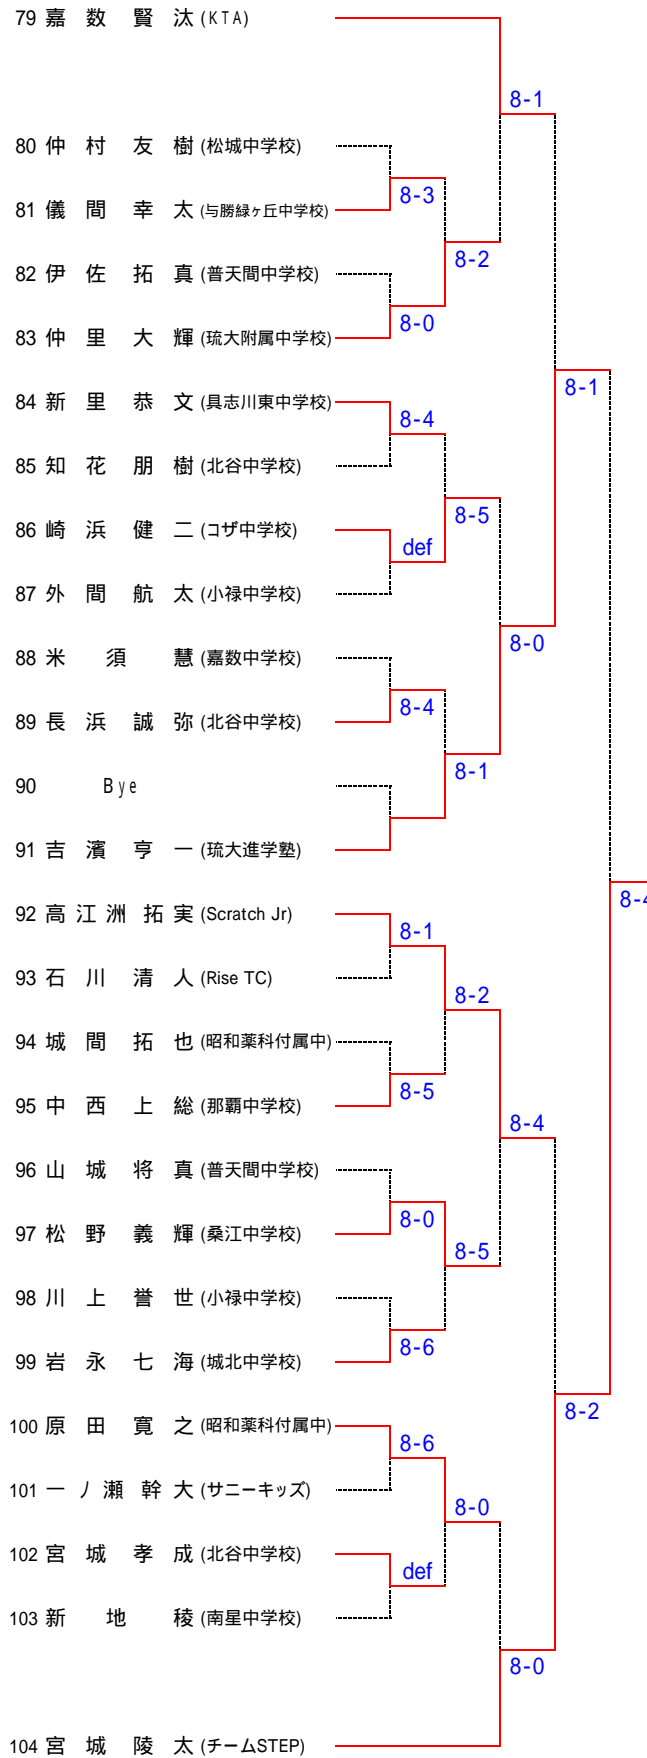 79 嘉 数 賢 汰 (KTA)
8-1
80 仲 村 友 樹 (松城中学校)
8-3
81 儀 間 幸 太 (与勝緑ヶ丘中学校)
8-2
82 伊 佐 拓 真 (普天間中学校)
8-0
83 仲 里 大 輝 (琉大附属中学校)
8-1
84 新 里 恭 文 (具志川東中学校)
8-4
85 知 花 朋 樹 (北谷中学校)
8-5
86 崎 浜 健 二 (コザ中学校)
def
87 外 間 航 太 (小禄中学校)
8-0
88 米 須 慧 (嘉数中学校)
8-4
89 長 浜 誠 弥 (北谷中学校)
8-1
90 Bye
91 吉 濱 亨 一 (琉大進学塾)
8-4
92 高 江 洲 拓 実 (Scratch Jr)
8-1
93 石 川 清 人 (Rise TC)
8-2
94 城 間 拓 也 (昭和薬科付属中)
8-5
95 中 西 上 総 (那覇中学校)
8-4
96 山 城 将 真 (普天間中学校)
8-0
97 松 野 義 輝 (桑江中学校)
8-5
98 川 上 誉 世 (小禄中学校)
8-6
99 岩 永 七 海 (城北中学校)
8-2
100 原 田 寛 之 (昭和薬科付属中)
8-6
101 一 ノ 瀬 幹 大 (サニーキッズ)
8-0
102 宮 城 孝 成 (北谷中学校)
def
103 新 地 稜 (南星中学校)
8-0
104 宮 城 陵 太 (チームSTEP)